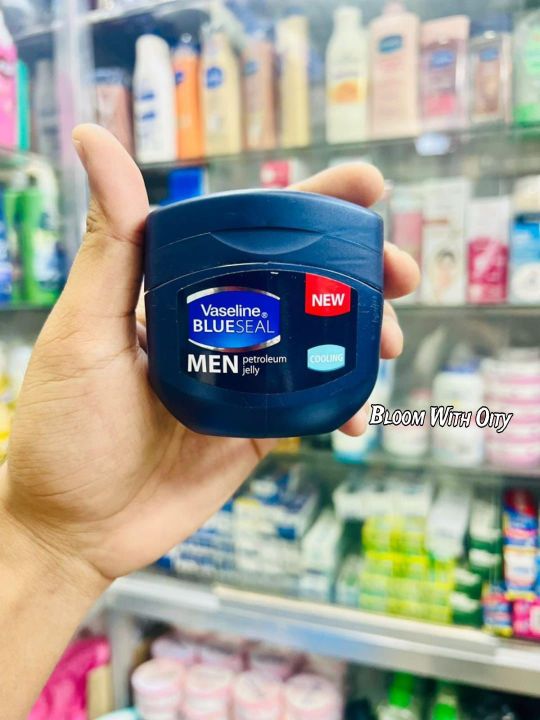 NEW
Vaseline®
BLUESEAL
MEN petroleum
jelly
COOLING
BLOOM WITH OITY